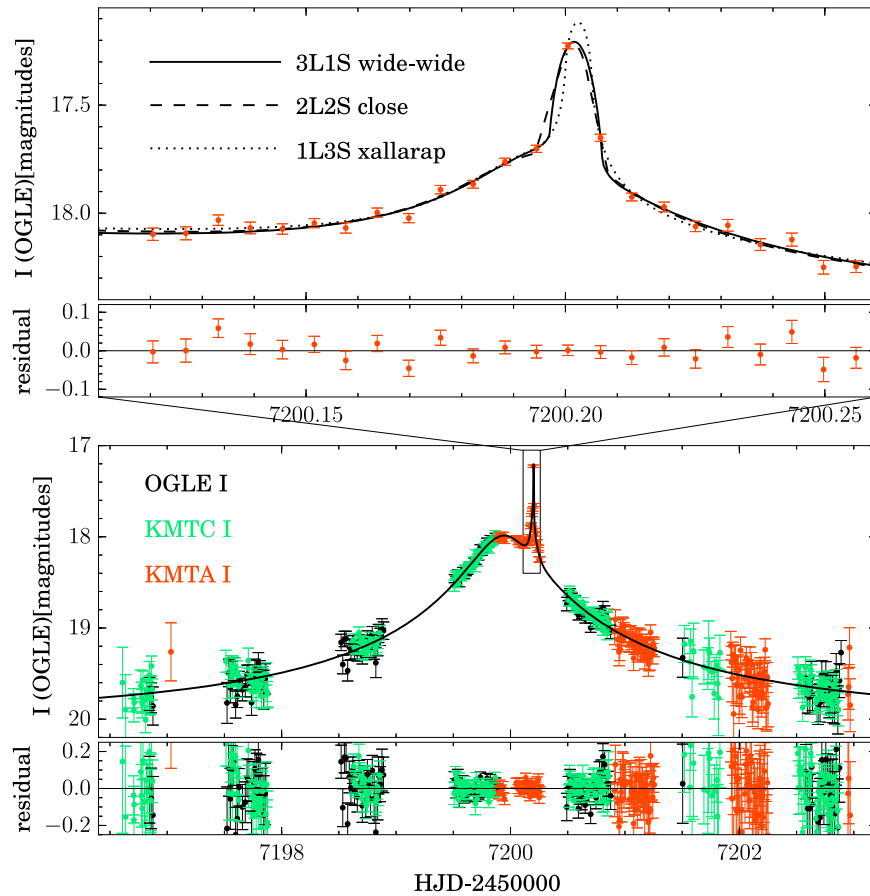 3L1S wide-wide
2L2S close
1L3S xallarap
17.5
18.0
I (OGLE)[magnitudes]
0.1
0.0
−0.1
residual
7200.15 7200.20 7200.25
17
18
19
20
I (OGLE)[magnitudes]
OGLE I
KMTC I
KMTA I
0.2
0.0
−0.2
residual
7198 7200 7202
HJD-2450000